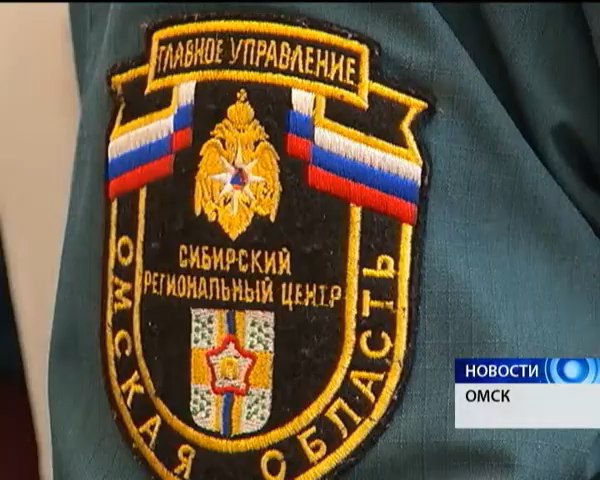 ГЛАВНОЕ УПРАВЛЕНИЕ
СИБИРСКИЙ
РЕГИОНАЛЬНЫЙ ЦЕНТР
ОМСКАЯ ОБЛАСТЬ
НОВОСТИ
ОМСК